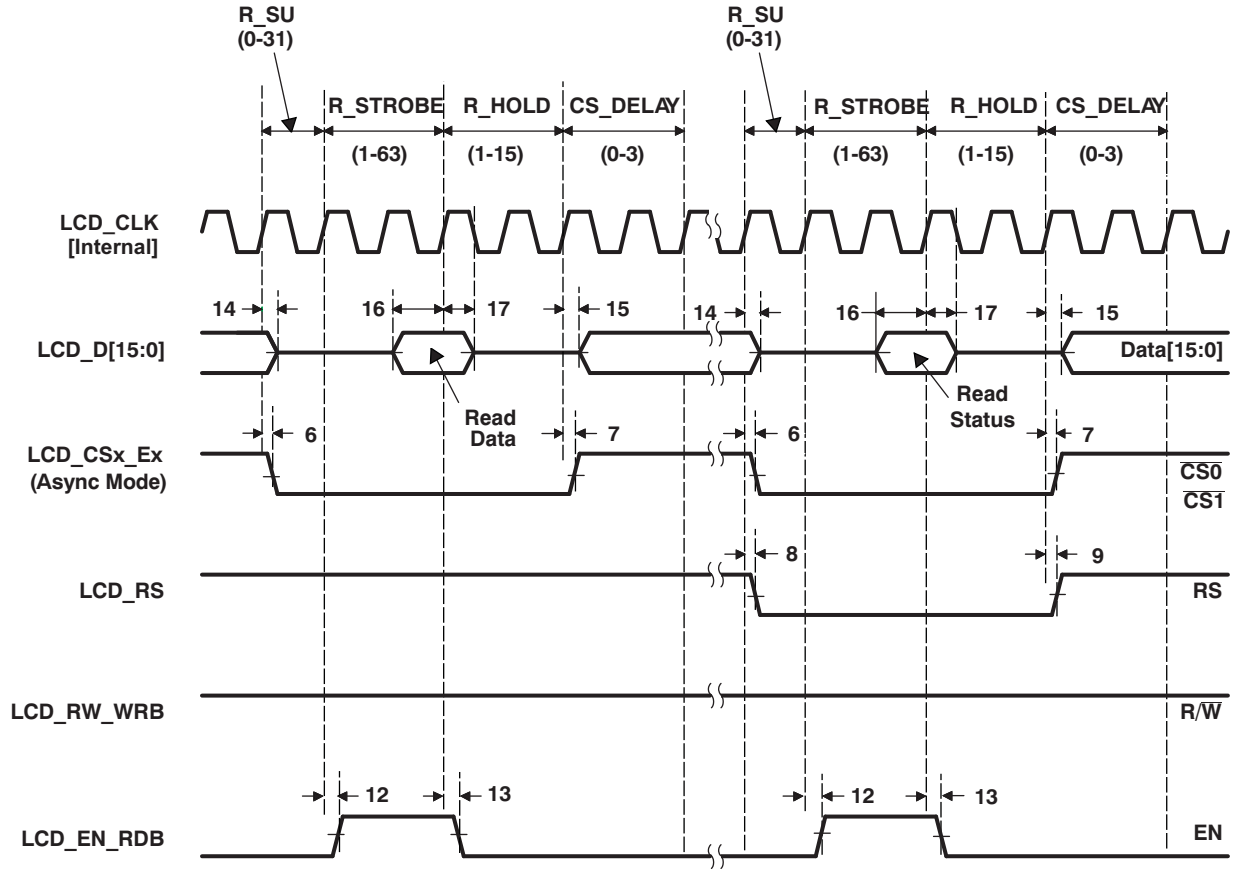 R_SU
(0-31)
R_SU
(0-31)
R_STROBE
R_HOLD
CS_DELAY
R_STROBE
R_HOLD
CS_DELAY
(1-63)
(1-15)
(0-3)
(1-63)
(1-15)
(0-3)
LCD_CLK
[Internal]
14
16
17
15
14
16
17
15
LCD_D[15:0]
Data[15:0]
Read
Data
Read
Status
6
7
6
7
LCD_CSx_Ex
(Async Mode)
CS0
CS1
8
9
LCD_RS
RS
LCD_RW_WRB
R/W
12
13
12
13
LCD_EN_RDB
EN